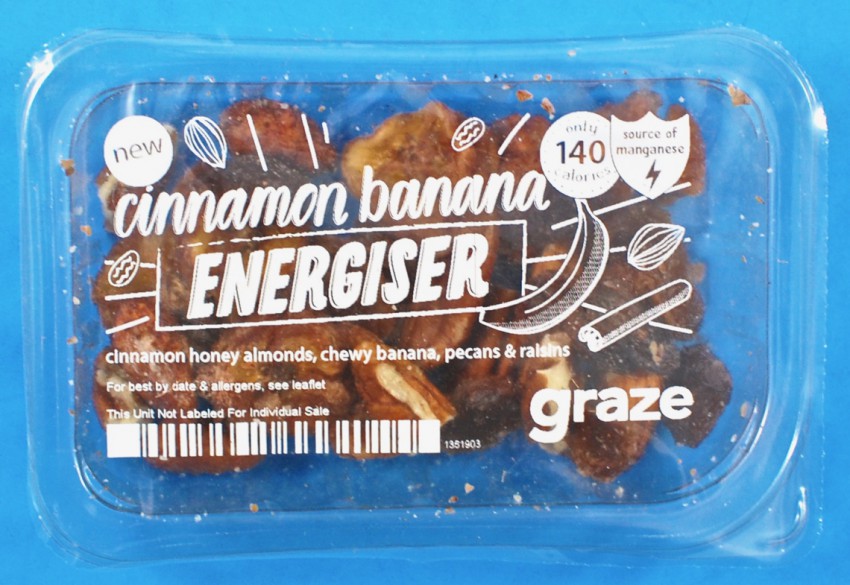 new
only
140
calories
source of
manganese
cinnamon banana
ENERGISER
cinnamon honey almonds, chewy banana, pecans & raisins
For best by date & allergens, see leaflet
This Unit Not Labeled For Individual Sale
1351903
graze